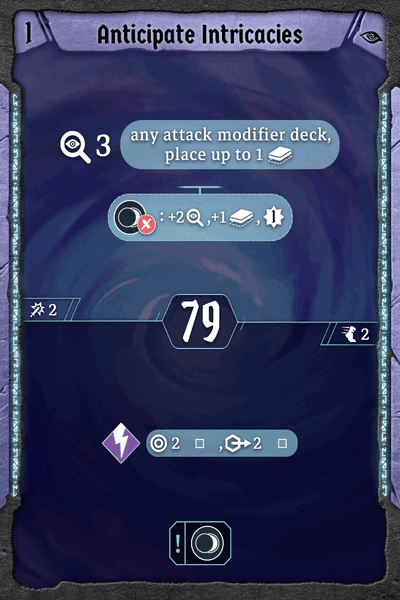 1 Anticipate Intricacies
3 any attack modifier deck,
place up to 1
: +2 , +1 , 1
2
79
2
2 , 2
!